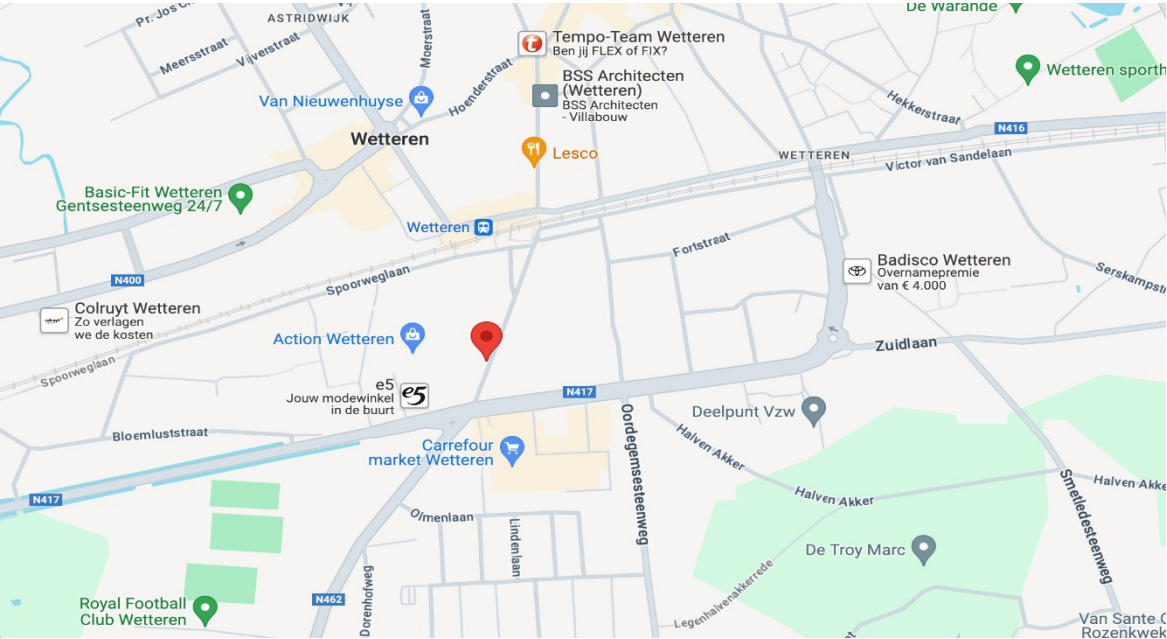 De Warande
Pr. Jos C
ASTRIDWIJK
Meersstraat
Vijverstraat
Moerstraat
Tempo-Team Wetteren
Ben jij FLEX of FIX?
Hoenderstraat
BSS Architecten
(Wetteren)
BSS Architecten
- Villabouw
Wetteren sporth
Van Nieuwenhuyse
Hekkerstraat
N416
Wetteren
Lesco
WETTEREN
Victor van Sandelaan
Basic-Fit Wetteren
Gentsesteenweg 24/7
Wetteren
Fortstraat
Badisco Wetteren
Overnamepremie
van € 4.000
Serskampst
N400
Spoorweglaan
Colruyt Wetteren
Zo verlagen
we de kosten
Action Wetteren
Zuidlaan
Spoorweglaan
e5
Jouw modewinkel
in de buurt
e5
N417
Oordegemsesteenweg
Deelpunt Vzw
Bloemluststraat
Carrefour
market Wetteren
Halven Akker
N417
Halven Akker
Halven Akke
Smetledesteenweg
Olmenlaan
Lindenlaan
De Troy Marc
Royal Football
Club Wetteren
N462
Dorenhofweg
Legenhalvenakkerrede
Van Sante
Rozenkwek